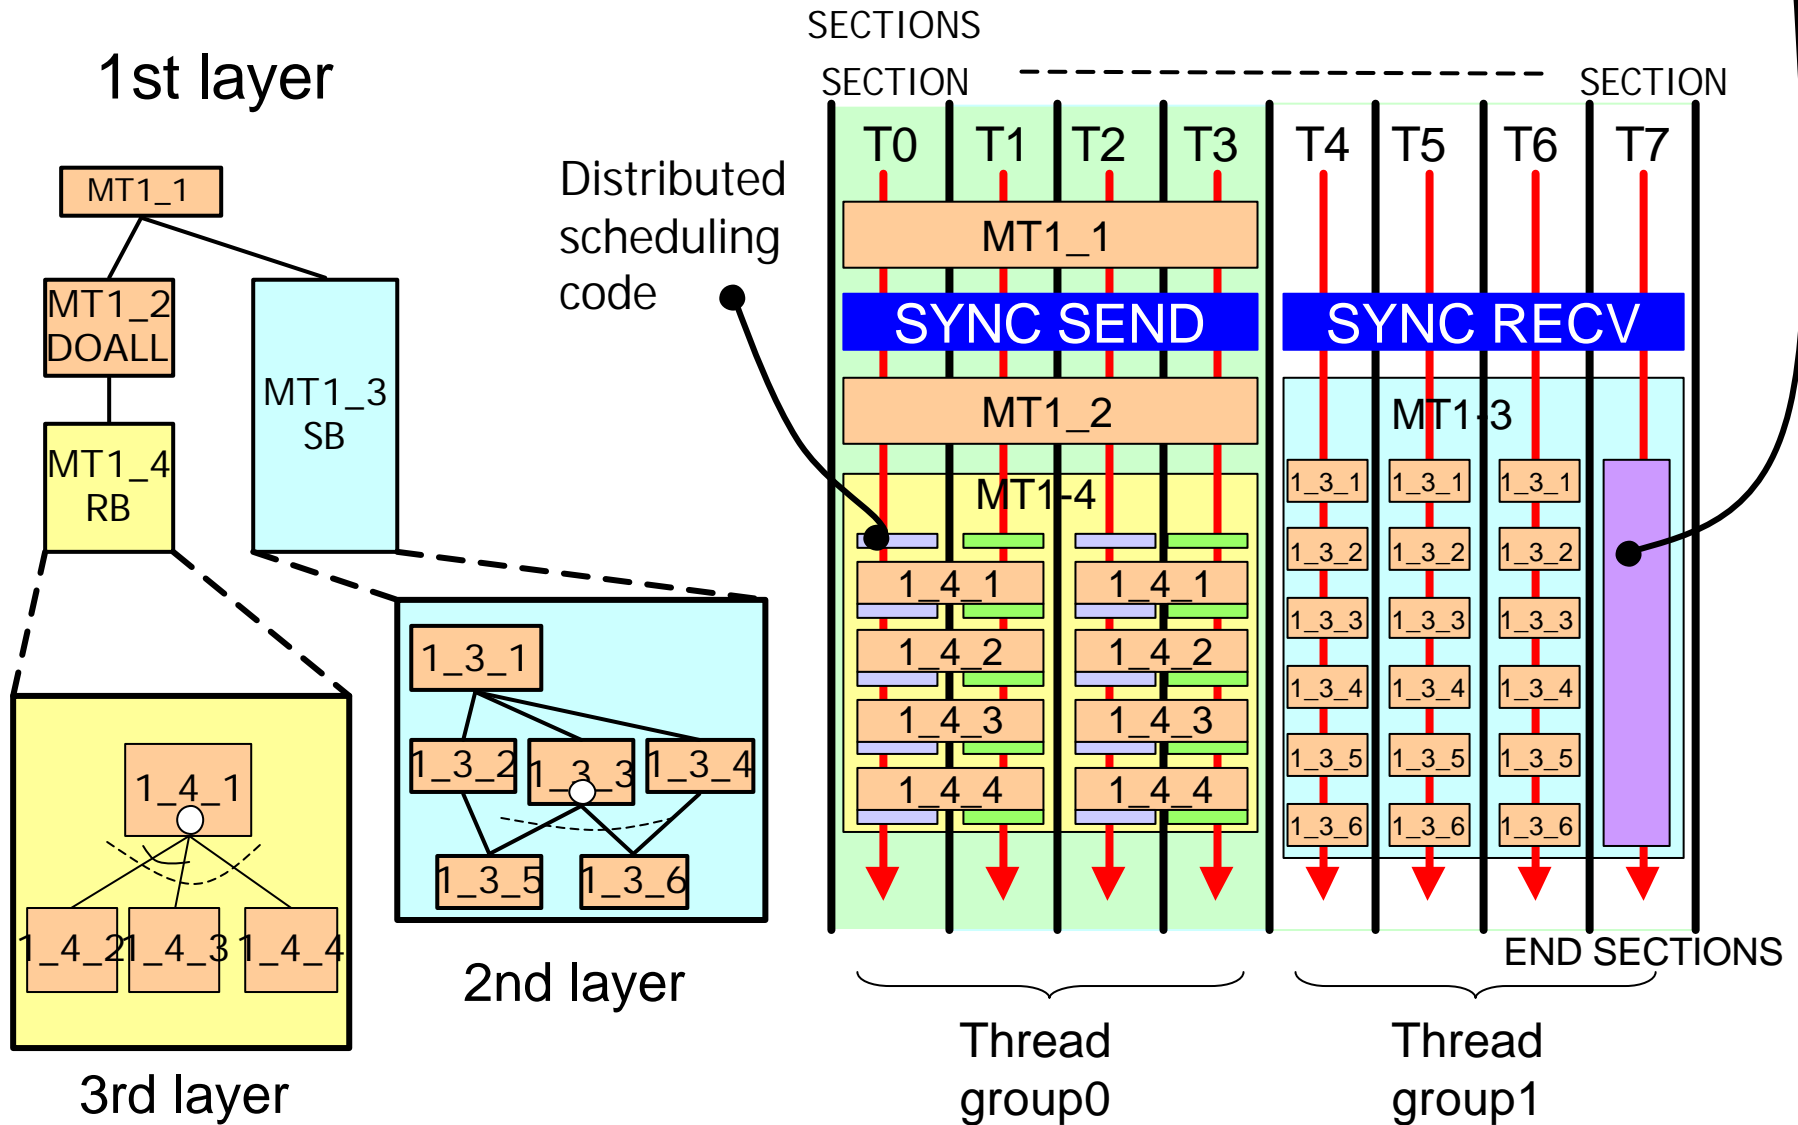 1st layer
MT1_1
MT1_2
DOALL
MT1_3
SB
MT1_4
RB
1_3_1
1_3_2
1_3_3
1_3_4
1_3_5
1_3_6
2nd layer
1_4_1
1_4_2
1_4_3
1_4_4
3rd layer
Distributed
scheduling
code
SECTIONS
SECTION
SECTION
T0 T1 T2 T3 T4 T5 T6 T7
MT1_1
SYNC SEND
SYNC RECV
MT1_2
MT1-3
MT1-4
1_4_1 1_4_1
1_4_2 1_4_2
1_4_3 1_4_3
1_4_4 1_4_4
1_3_1 1_3_1 1_3_1
1_3_2 1_3_2 1_3_2
1_3_3 1_3_3 1_3_3
1_3_4 1_3_4 1_3_4
1_3_5 1_3_5 1_3_5
1_3_6 1_3_6 1_3_6
END SECTIONS
Thread
group0
Thread
group1